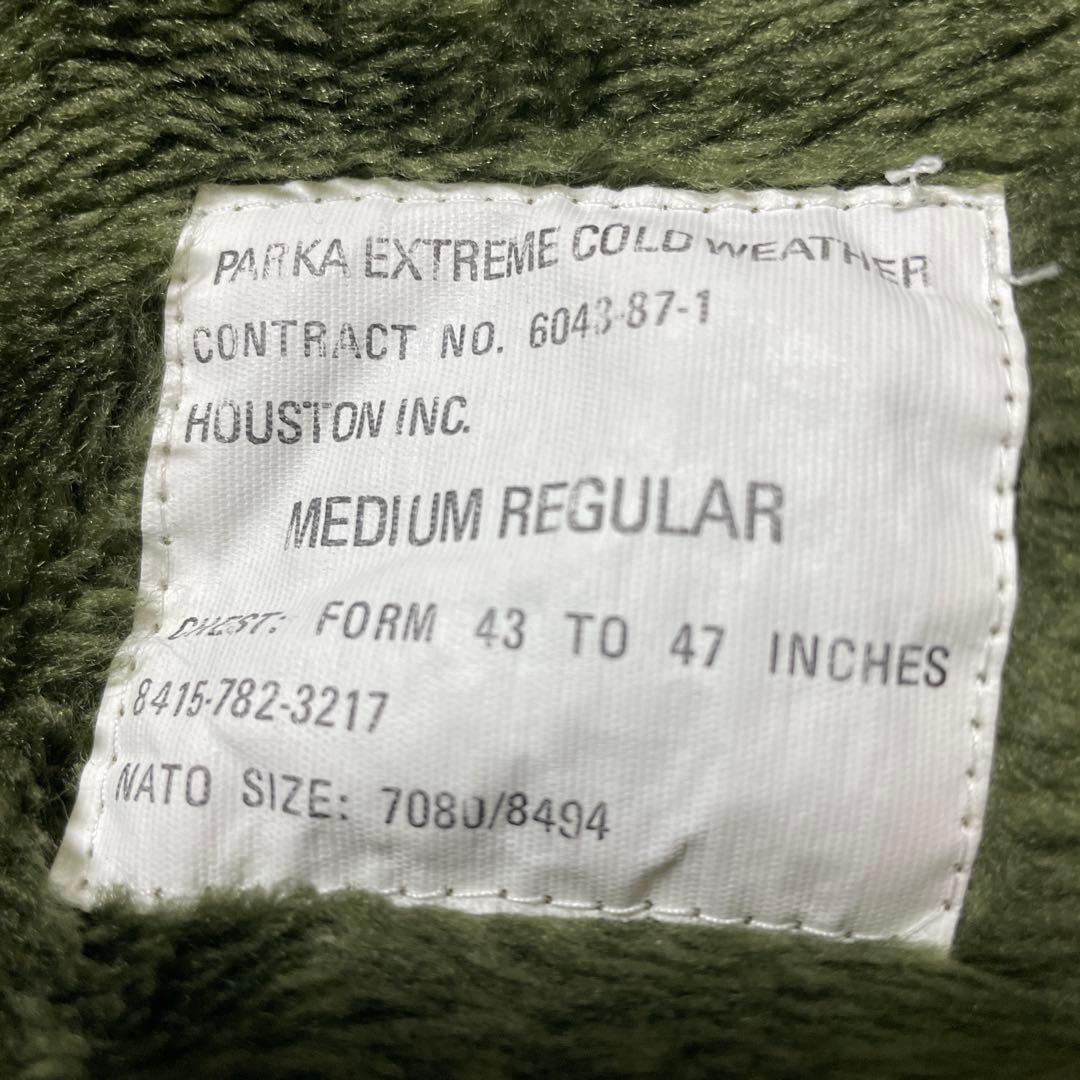 PARKA EXTREME COLD WEATHER
CONTRACT NO. 6043-87-1
HOUSTON INC.
MEDIUM REGULAR
CHEST: FORM 43 TO 47 INCHES
8415-782-3217
NATO SIZE: 7080/8494